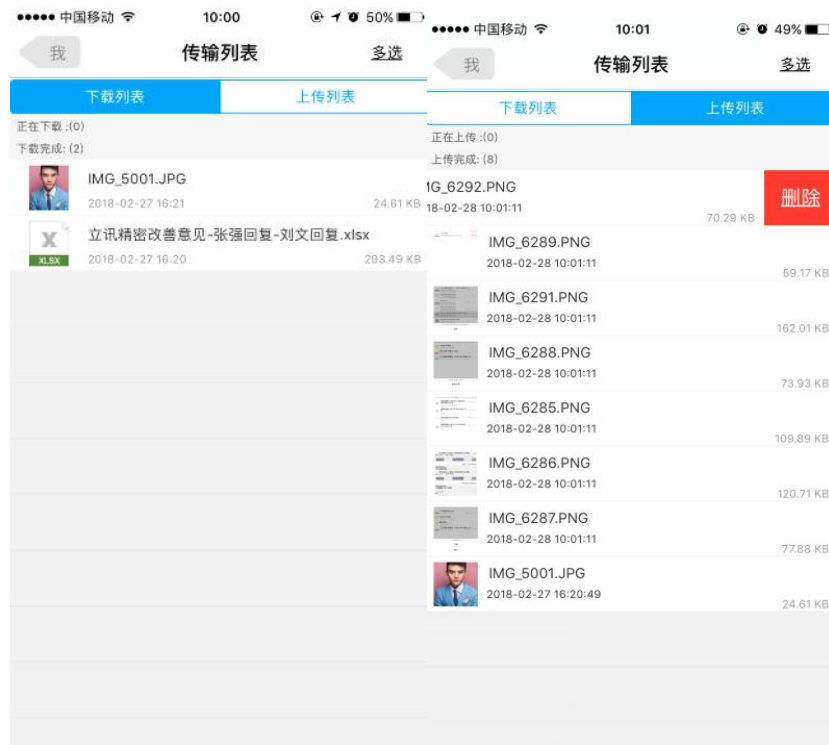 中国移动 10:00 50%
我 传输列表 多选
下载列表 上传列表
正在下载 :(0)
下载完成: (2)
IMG_5001.JPG
2018-02-27 16:21 24.61 KB
立讯精密改善意见-张强回复-刘文回复.xlsx
XLSX 2018-02-27 16:20 293.49 KB
中国移动 10:01 49%
我 传输列表 多选
下载列表 上传列表
正在上传 :(0)
上传完成: (8)
IG_6292.PNG
18-02-28 10:01:11 70.29 KB 删除
IMG_6289.PNG
2018-02-28 10:01:11 59.17 KB
IMG_6291.PNG
2018-02-28 10:01:11 162.01 KB
IMG_6288.PNG
2018-02-28 10:01:11 73.93 KB
IMG_6285.PNG
2018-02-28 10:01:11 109.89 KB
IMG_6286.PNG
2018-02-28 10:01:11 120.71 KB
IMG_6287.PNG
2018-02-28 10:01:11 77.88 KB
IMG_5001.JPG
2018-02-27 16:20:49 24.61 KB